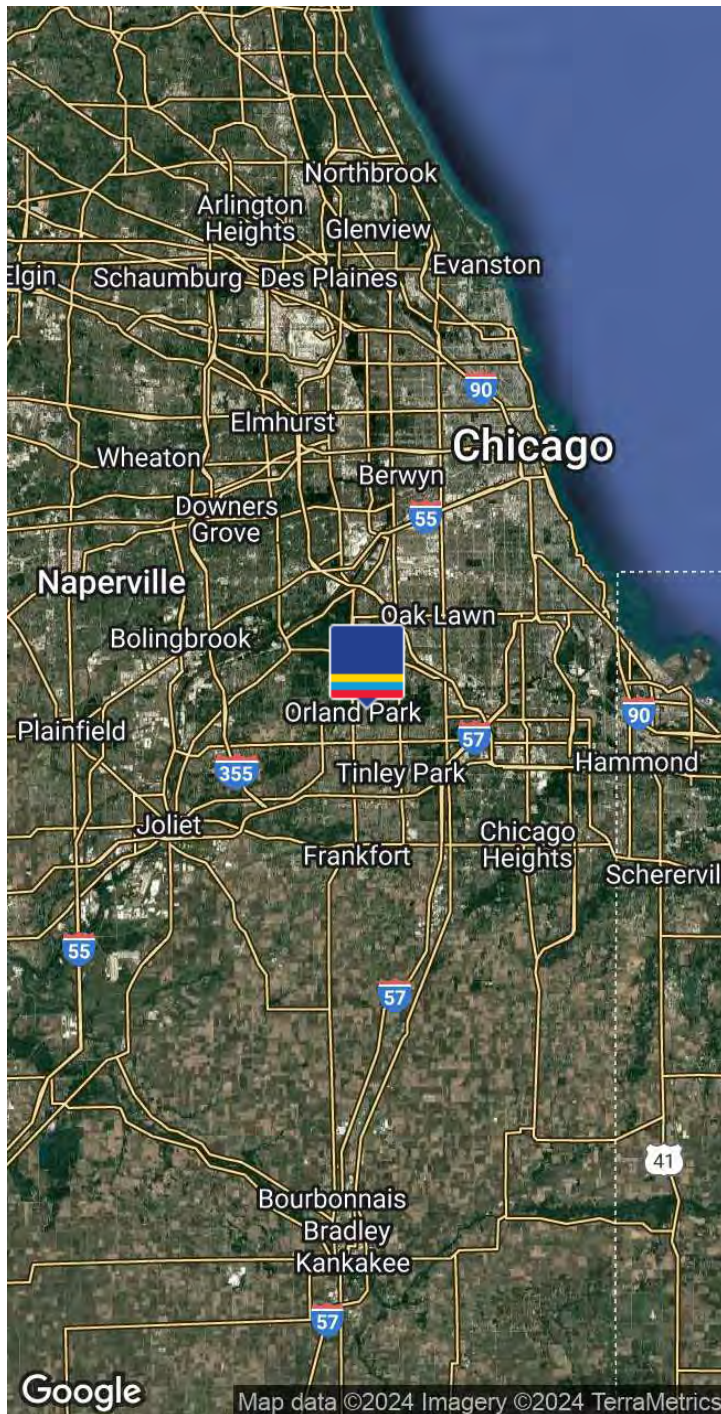 Northbrook
Arlington
Heights
Glenview
Evanston
Elgin
Schaumburg
Des Plaines
90
Elmhurst
Chicago
Wheaton
Berwyn
Downers
Grove
55
Naperville
Oak Lawn
Bolingbrook
Orland Park
90
Plainfield
57
Hammond
355
Tinley Park
Joliet
Chicago
Heights
Frankfort
Scherervil
55
57
41
Bourbonnais
Bradley
Kankakee
57
Google
Map data ©2024 Imagery ©2024 TerraMetrics